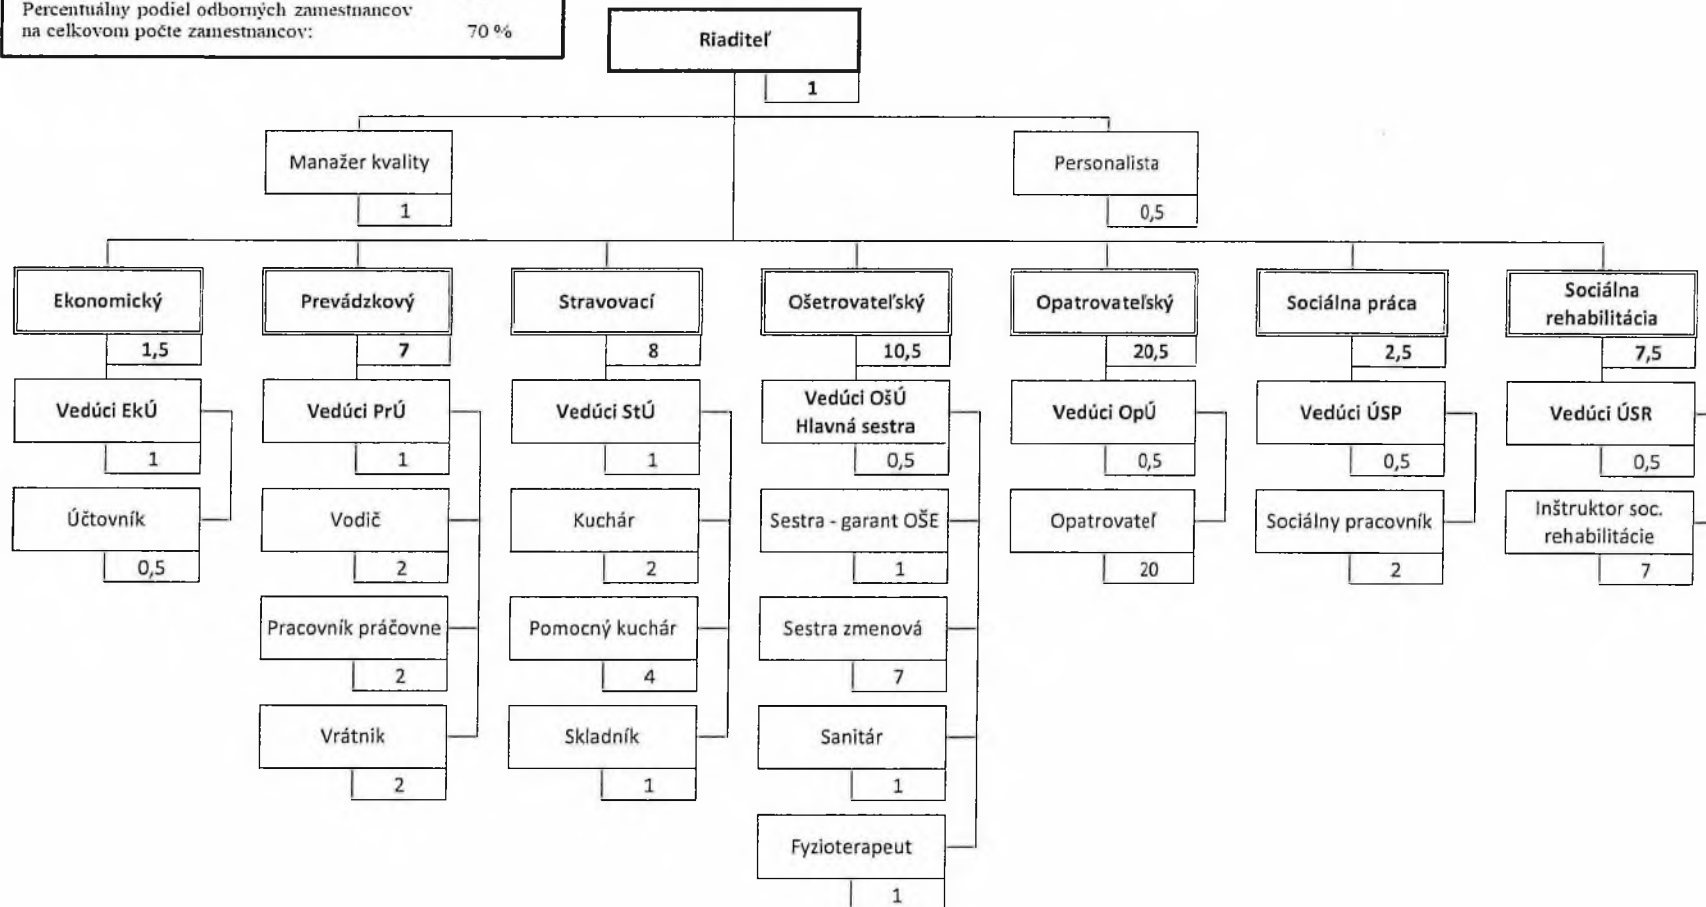 Percentuálny podiel odborných zamestnancov
na celkovom počte zamestnancov: 70 %
Riaditeľ
1
Manažer kvality
1
Personalista
0,5
Ekonomický
1,5
Prevádzkový
7
Stravovací
8
Ošetrovateľský
10,5
Opatrovateľský
20,5
Sociálna práca
2,5
Sociálna
rehabilitácia
7,5
Vedúci EkÚ
1
Vedúci PrÚ
1
Vedúci StÚ
1
Vedúci OšÚ
Hlavná sestra
0,5
Vedúci OpÚ
0,5
Vedúci ÚSP
0,5
Vedúci ÚSR
0,5
Účtovník
0,5
Vodič
2
Kuchár
2
Sestra - garant OŠE
1
Opatrovateľ
20
Sociálny pracovník
2
Inštruktor soc.
rehabilitácie
7
Pracovník práčovne
2
Pomocný kuchár
4
Sestra zmenová
7
Vrátnik
2
Skladník
1
Sanitár
1
Fyzioterapeut
1